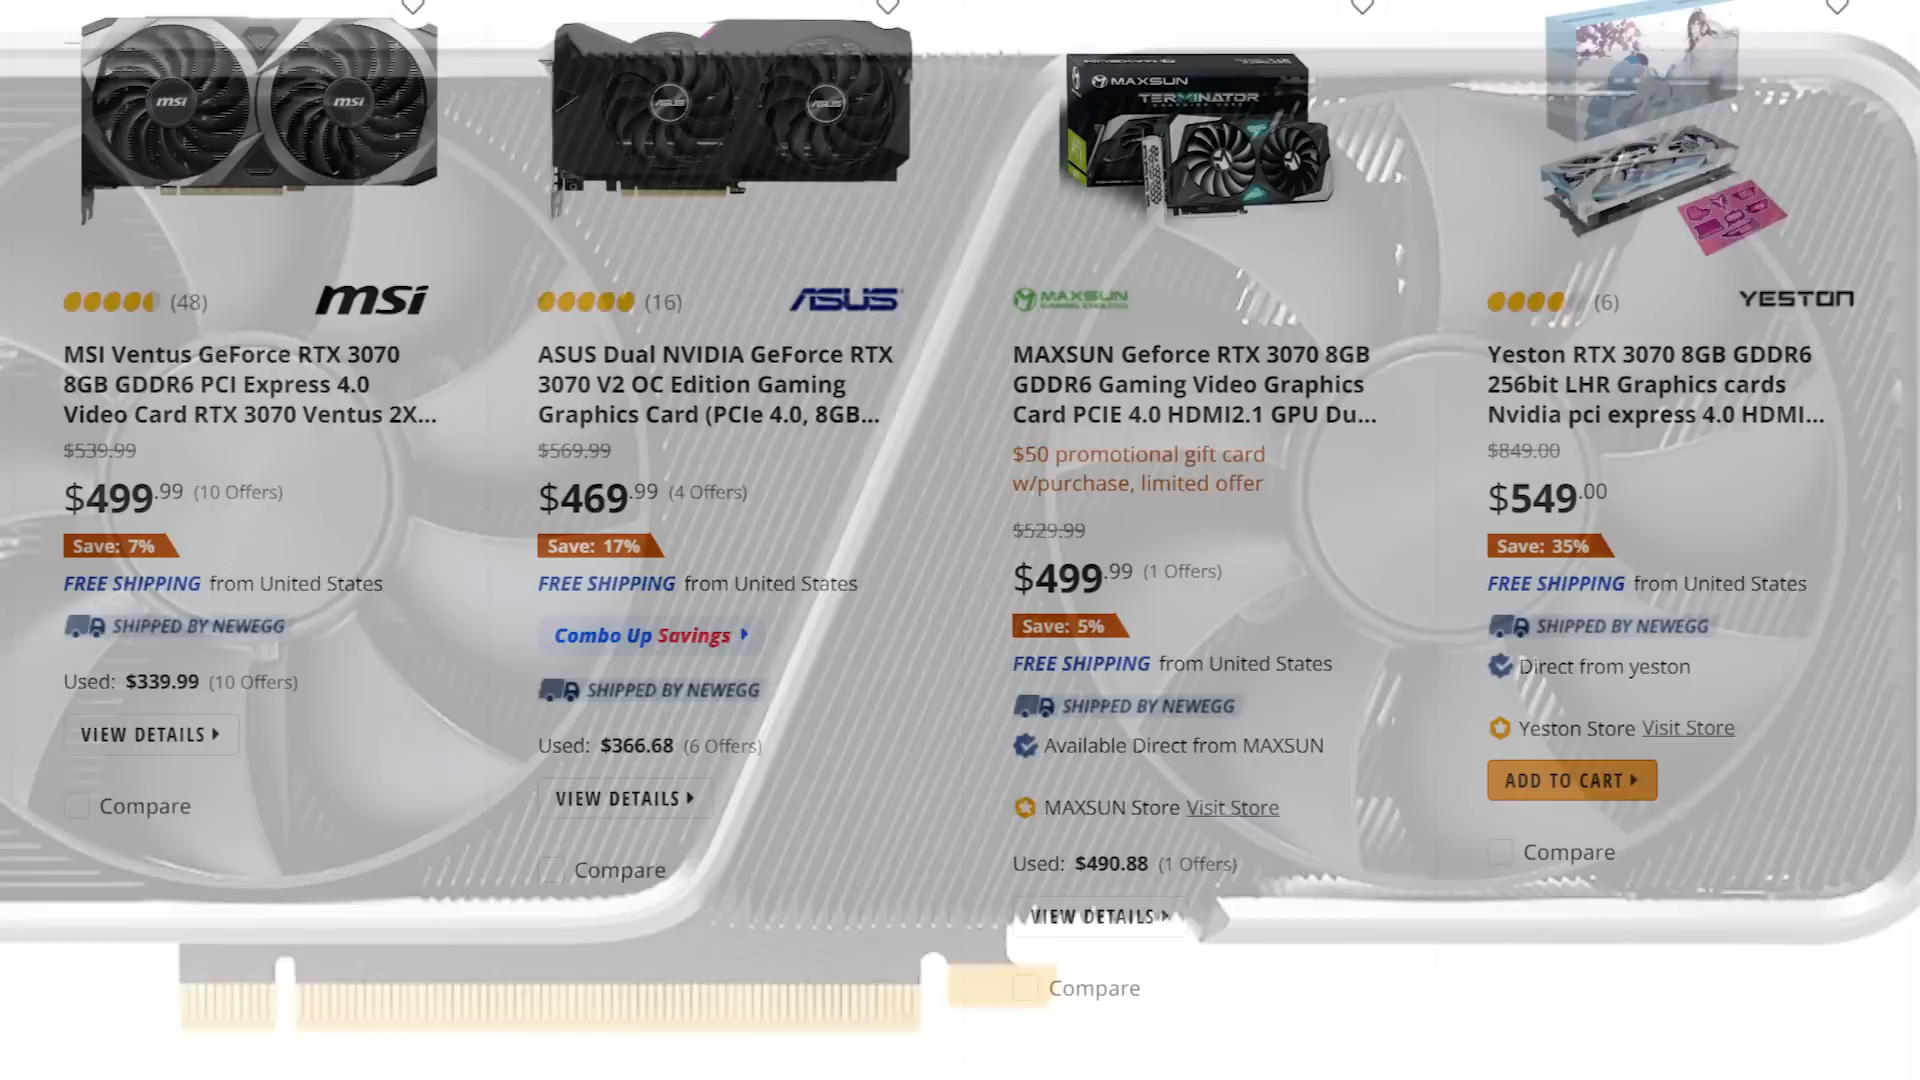 msi
msi
ASUS
ASUS
MAXSUN
TERMINATOR
(48)
msi
MSI Ventus GeForce RTX 3070
8GB GDDR6 PCI Express 4.0
Video Card RTX 3070 Ventus 2X...
$539.99
$499.99 (10 Offers)
Save: 7%
FREE SHIPPING from United States
SHIPPED BY NEWEGG
Used: $339.99 (10 Offers)
VIEW DETAILS
Compare
(16)
ASUS
ASUS Dual NVIDIA GeForce RTX
3070 V2 OC Edition Gaming
Graphics Card (PCIe 4.0, 8GB...
$569.99
$469.99 (4 Offers)
Save: 17%
FREE SHIPPING from United States
Combo Up Savings
SHIPPED BY NEWEGG
Used: $366.68 (6 Offers)
VIEW DETAILS
Compare
MAXSUN
MAXSUN Geforce RTX 3070 8GB
GDDR6 Gaming Video Graphics
Card PCIE 4.0 HDMI2.1 GPU Du...
$50 promotional gift card
w/purchase, limited offer
$529.99
$499.99 (1 Offers)
Save: 5%
FREE SHIPPING from United States
SHIPPED BY NEWEGG
Available Direct from MAXSUN
MAXSUN Store Visit Store
Used: $490.88 (1 Offers)
VIEW DETAILS
Compare
(6)
YESTON
Yeston RTX 3070 8GB GDDR6
256bit LHR Graphics cards
Nvidia pci express 4.0 HDMI...
$849.00
$549.00
Save: 35%
FREE SHIPPING from United States
SHIPPED BY NEWEGG
Direct from yeston
Yeston Store Visit Store
ADD TO CART
Compare